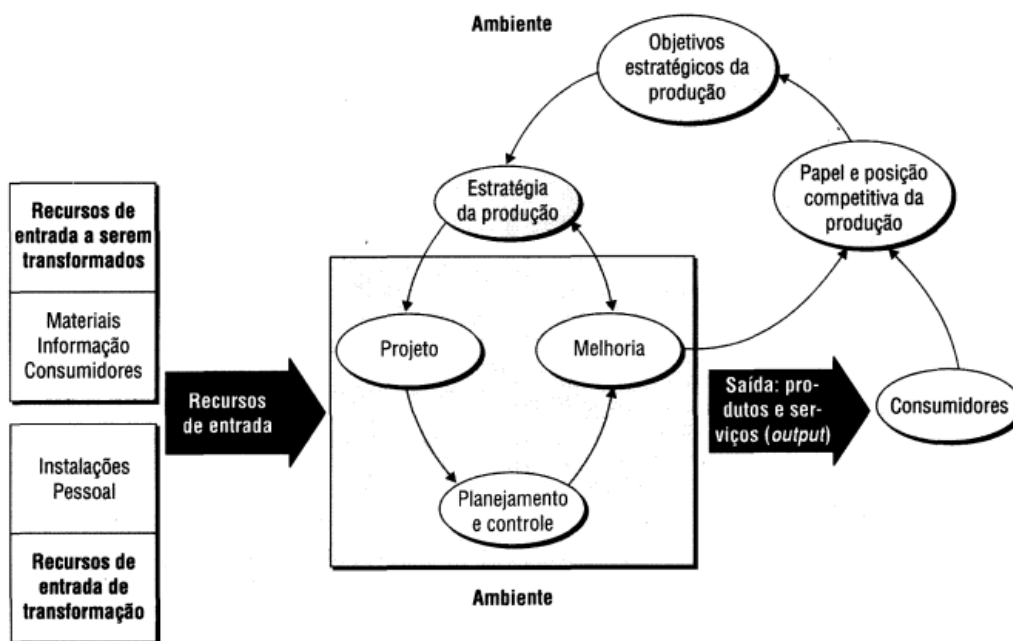 Ambiente
Objetivos
estratégicos da
produção
Estratégia
da produção
Papel e posição
competitiva da
produção
Recursos de
entrada a serem
transformados
Materiais
Informação
Consumidores
Instalações
Pessoal
Recursos de
entrada de
transformação
Recursos
de entrada
Projeto
Melhoria
Planejamento
e controle
Saída: pro-
dutos e ser-
viços (output)
Consumidores
Ambiente